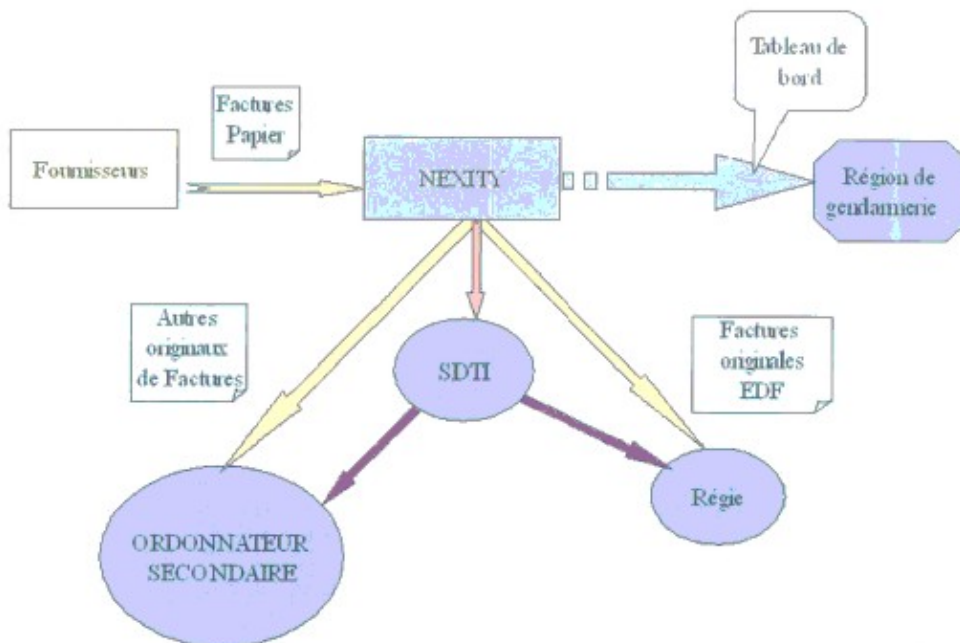 Tableau de
bord
Factures
Papier
Fournisseurs
NEXITY
Région de
gendarmerie
Autres
originaux
de Factures
SDTI
Factures
originales
EDF
Régie
ORDONNATEUR
SECONDAIRE